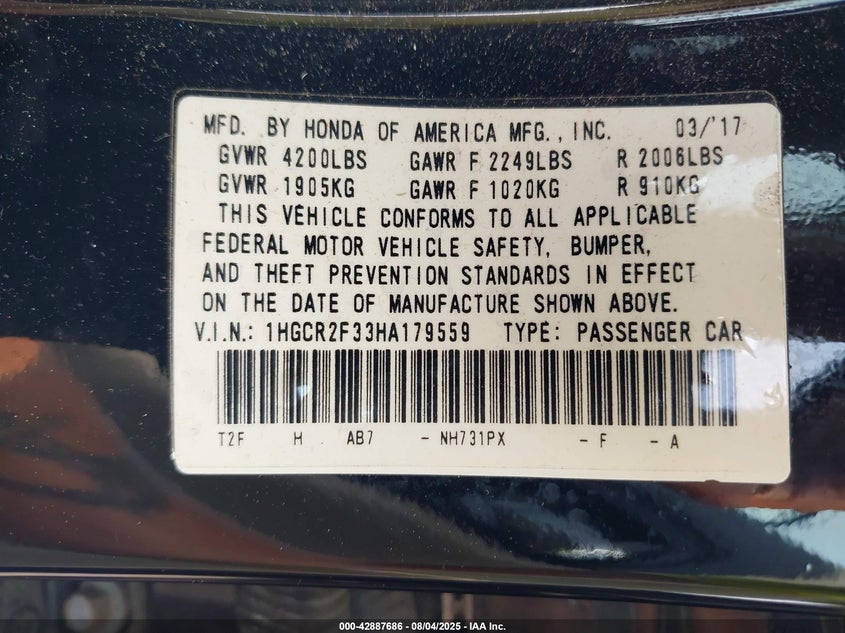 MFD. BY HONDA OF AMERICA MFG., INC. 03/'17
GVWR 4200LBS GAWR F 2249LBS R 2006LBS
GVWR 1905KG GAWR F 1020KG R 910KG
THIS VEHICLE CONFORMS TO ALL APPLICABLE
FEDERAL MOTOR VEHICLE SAFETY, BUMPER,
AND THEFT PREVENTION STANDARDS IN EFFECT
ON THE DATE OF MANUFACTURE SHOWN ABOVE.
V.I.N.: 1HGCR2F33HA179559 TYPE: PASSENGER CAR
T2F H AB7 - NH731PX - F - A
000-42887686 - 08/04/2025 - IAA Inc.